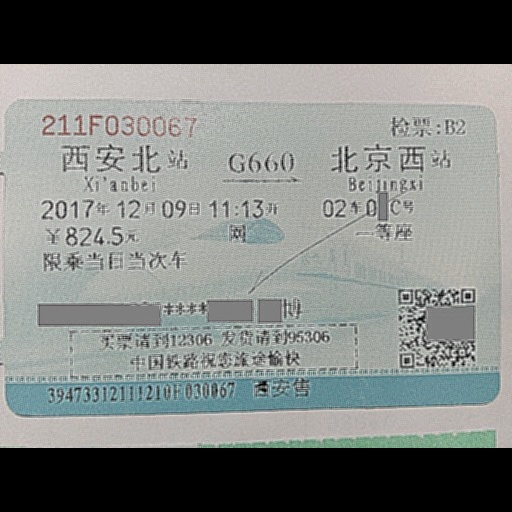 211F030067 检票:B2
西安北站 G660 北京西站
Xi'anbei Beijingxi
2017年12月09日11:13开 02车0 C号
￥824.5元 网 一等座
限乘当日当次车
**** 博
买票请到12306 发货请到95306
中国铁路祝您旅途愉快
39473312111210F030067 西安售